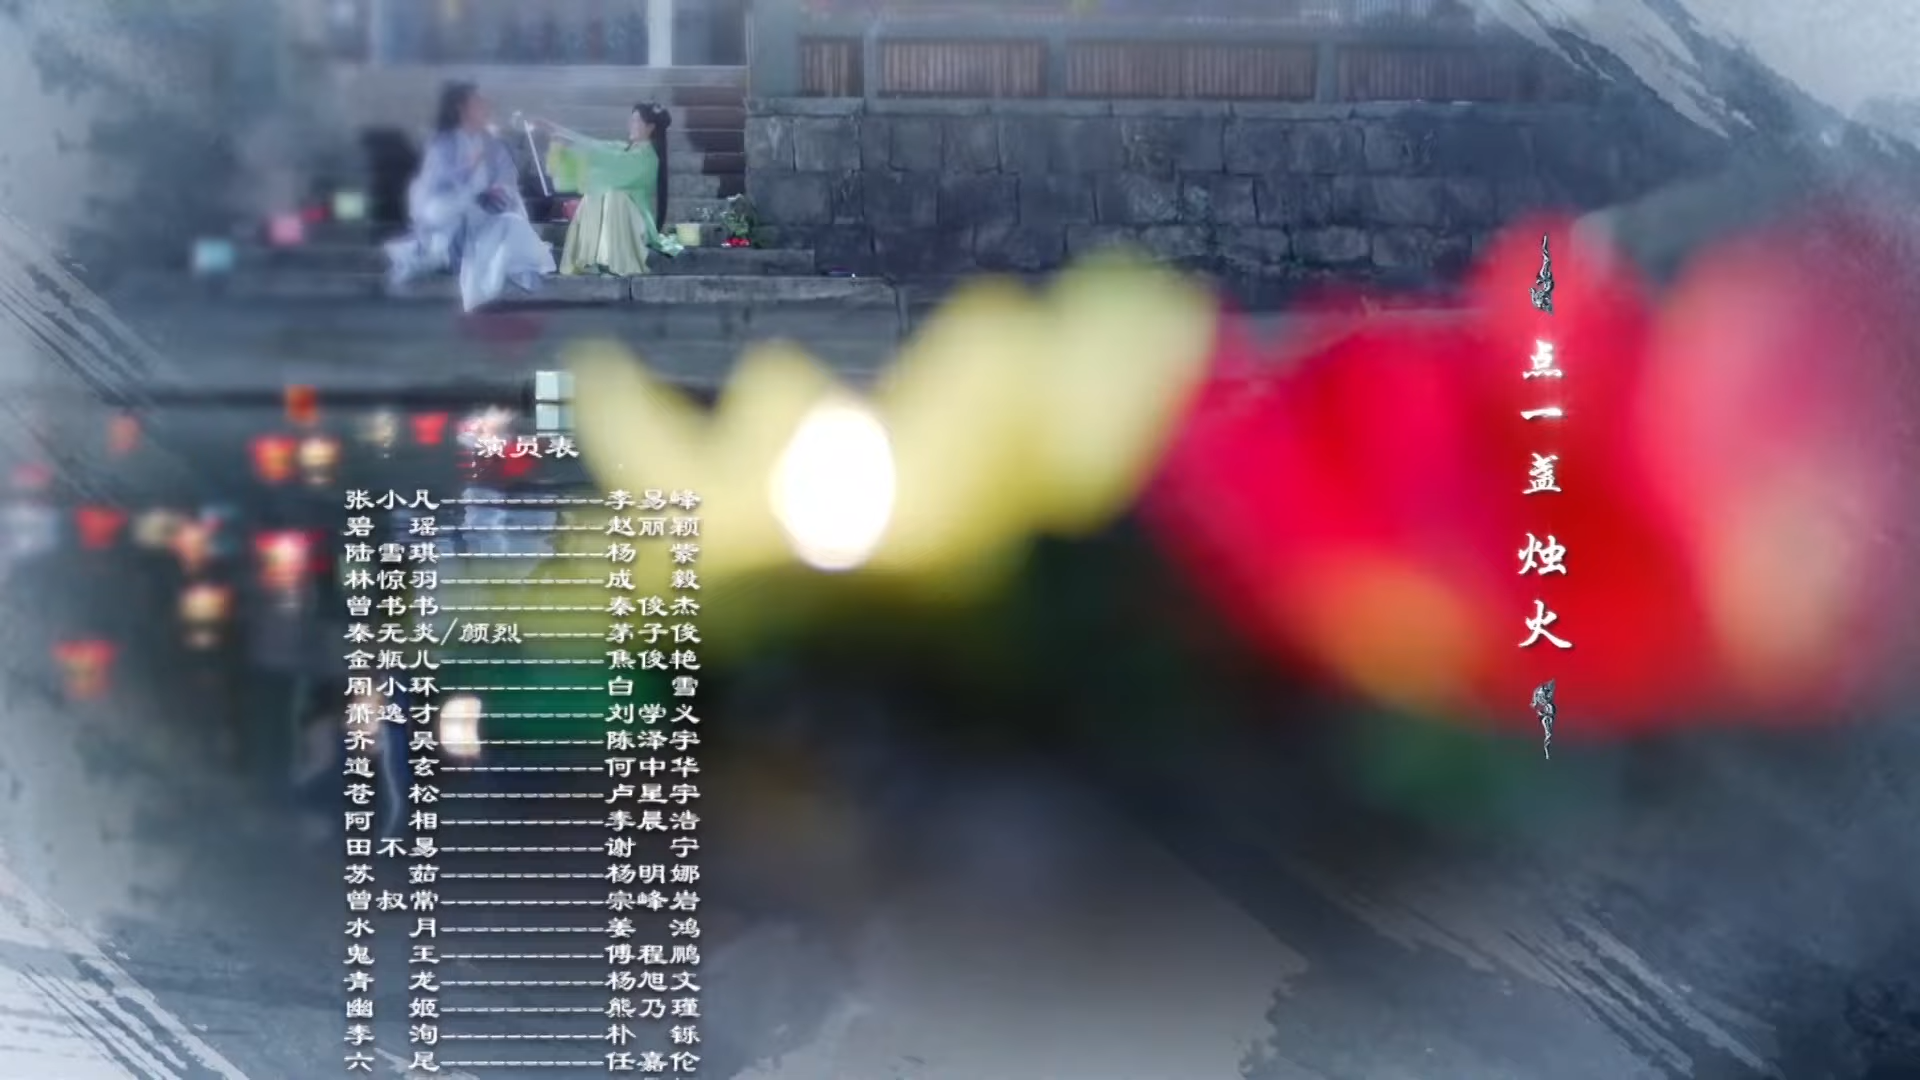 演员表
张小凡----------李易峰
碧 瑶----------赵丽颖
陆雪琪----------杨 紫
林惊羽----------成 毅
曾书书----------秦俊杰
秦无炎/颜烈-----茅子俊
金瓶儿----------焦俊艳
周小环----------白 雪
萧逸才----------刘学义
齐 昊----------陈泽宇
道 玄----------何中华
苍 松----------卢星宇
阿 相----------李晨浩
田不易----------谢 宁
苏 茹----------杨明娜
曾叔常----------宗峰岩
水 月----------姜 鸿
鬼 王----------傅程鹏
青 龙----------杨旭文
幽 姬----------熊乃瑾
李 洵----------朴 铄
六 尾----------任嘉伦
点一盏烛火